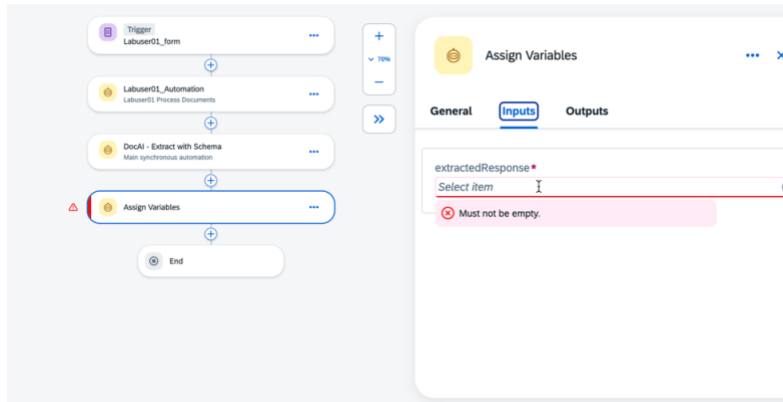 Trigger
Labuser01_form
Labuser01_Automation
Labuser01 Process Documents
DocAI - Extract with Schema
Main synchronous automation
Assign Variables
End
70%
Assign Variables
General
Inputs
Outputs
extractedResponse*
Select item
Must not be empty.